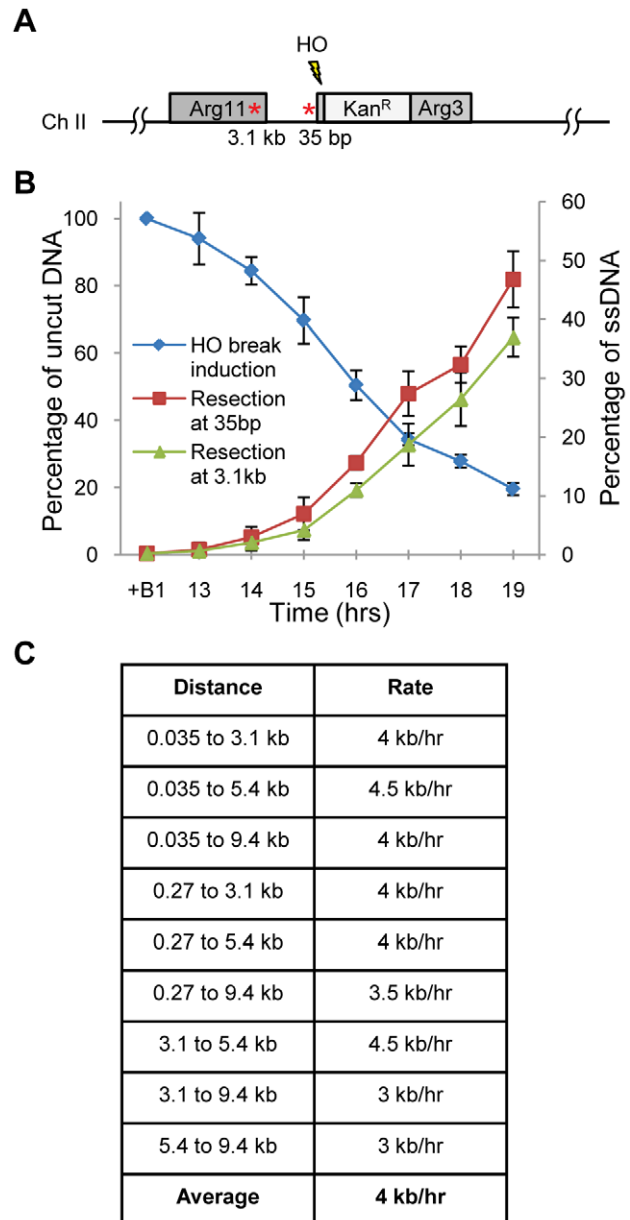 A
HO
Ch II
Arg11
*
*
Kan^R
Arg3
3.1 kb
35 bp
B
Percentage of uncut DNA
100
80
60
40
20
0
HO break
induction
Resection
at 35bp
Resection
at 3.1kb
60
50
40
30
20
10
0
Percentage of ssDNA
+B1 13 14 15 16 17 18 19
Time (hrs)
C
Distance Rate
0.035 to 3.1 kb 4 kb/hr
0.035 to 5.4 kb 4.5 kb/hr
0.035 to 9.4 kb 4 kb/hr
0.27 to 3.1 kb 4 kb/hr
0.27 to 5.4 kb 4 kb/hr
0.27 to 9.4 kb 3.5 kb/hr
3.1 to 5.4 kb 4.5 kb/hr
3.1 to 9.4 kb 3 kb/hr
5.4 to 9.4 kb 3 kb/hr
Average 4 kb/hr